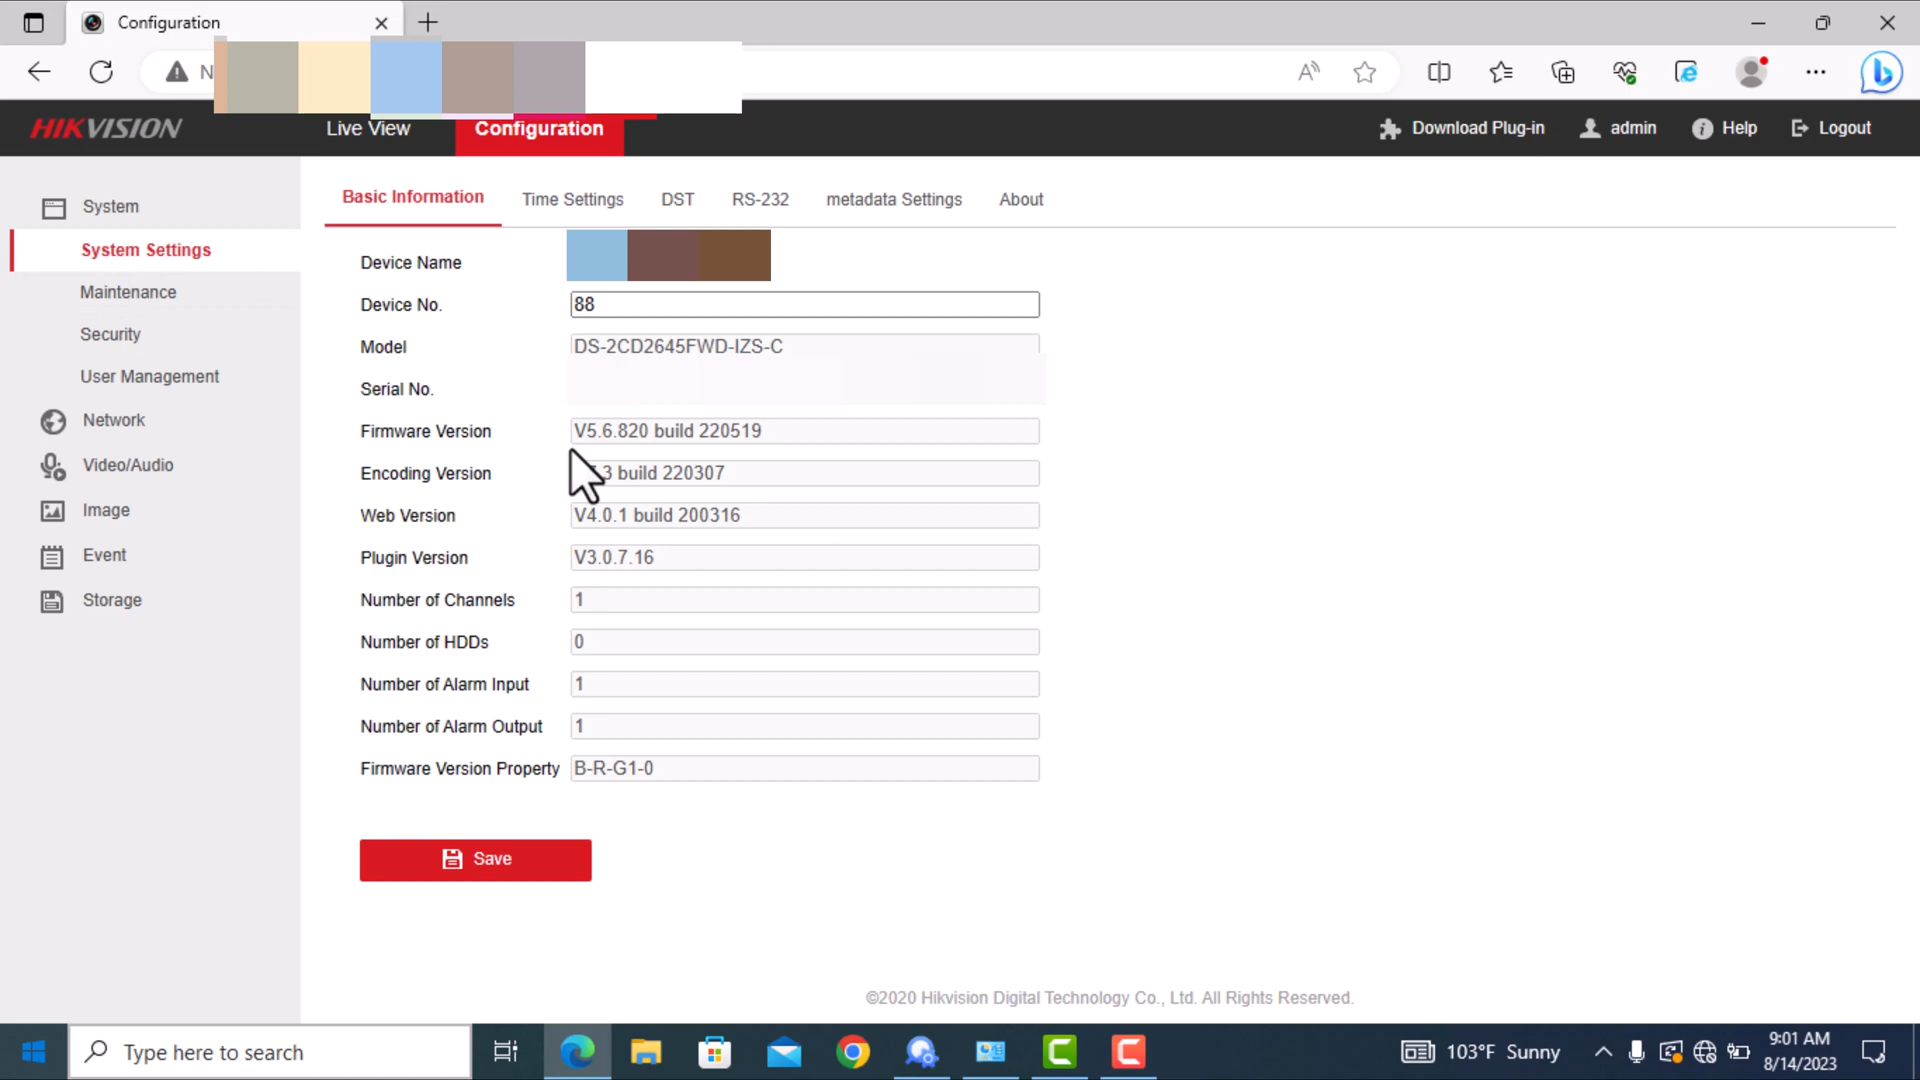 Configuration
N
HIKVISION
Live View
Configuration
Download Plug-in
admin
Help
Logout
System
System Settings
Maintenance
Security
User Management
Network
Video/Audio
Image
Event
Storage
Basic Information
Time Settings
DST
RS-232
metadata Settings
About
Device Name
Device No. 88
Model DS-2CD2645FWD-IZS-C
Serial No.
Firmware Version V5.6.820 build 220519
Encoding Version 3 build 220307
Web Version V4.0.1 build 200316
Plugin Version V3.0.7.16
Number of Channels 1
Number of HDDs 0
Number of Alarm Input 1
Number of Alarm Output 1
Firmware Version Property B-R-G1-0
Save
©2020 Hikvision Digital Technology Co., Ltd. All Rights Reserved.
Type here to search
103°F Sunny
9:01 AM
8/14/2023